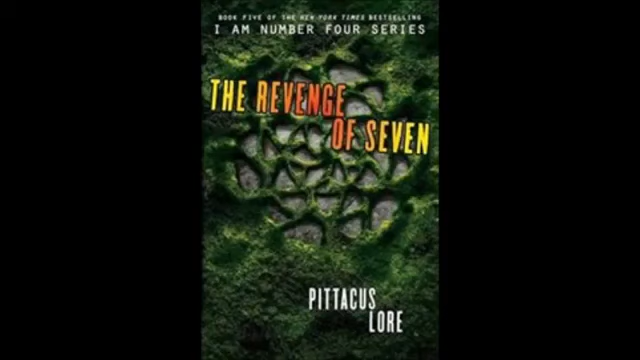 BOOK FIVE OF THE NEW YORK TIMES BESTSELLING
I AM NUMBER FOUR SERIES
THE REVENGE
OF SEVEN
PITTACUS
LORE